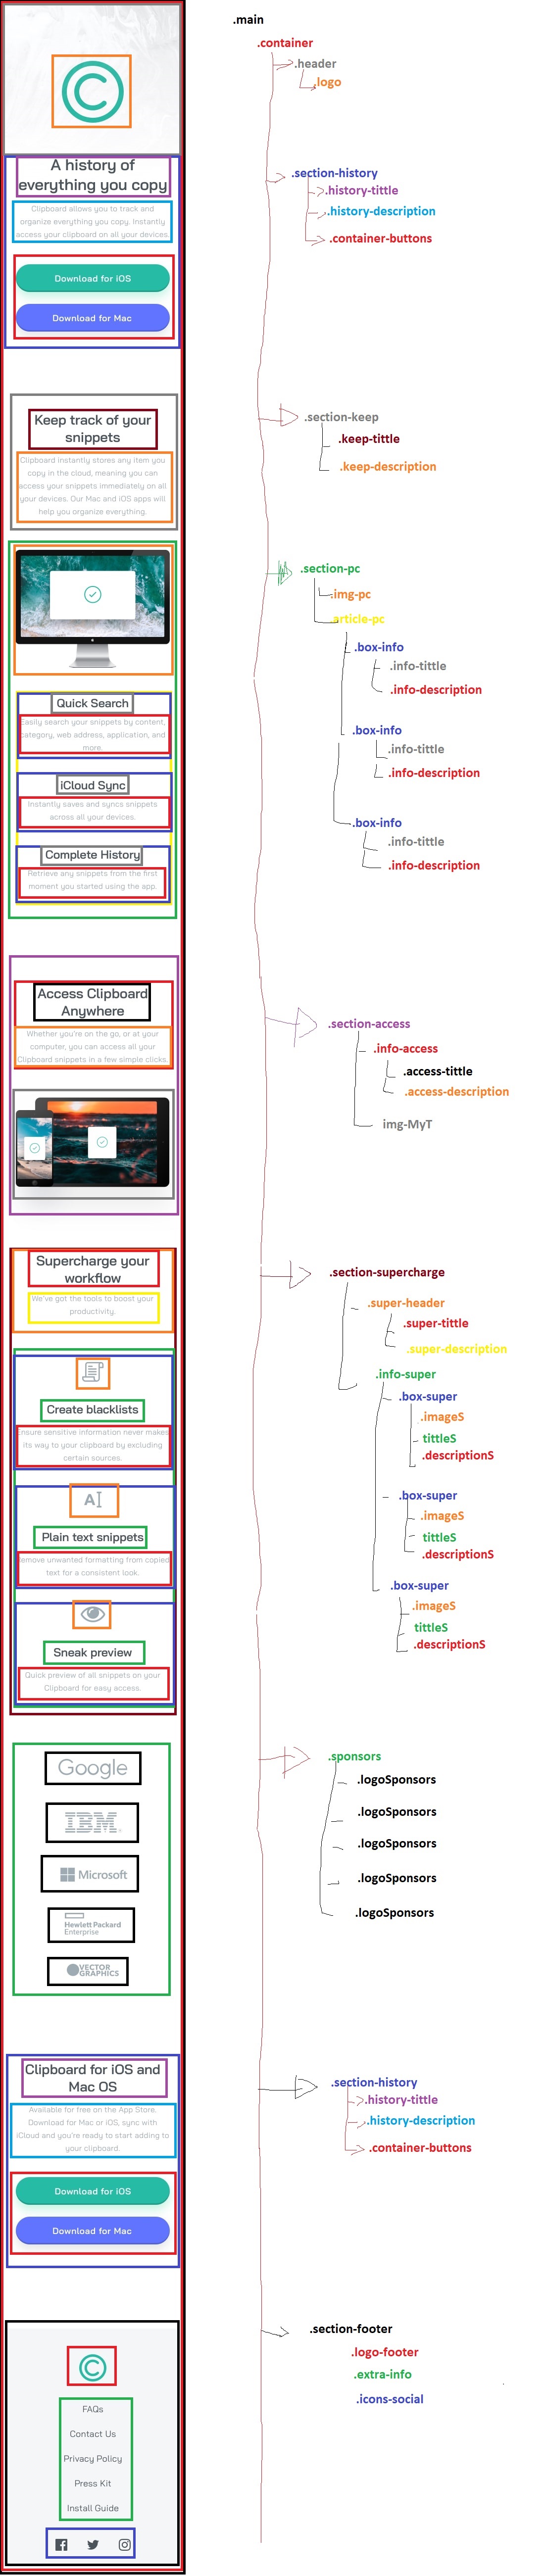 A history of
everything you copy
Clipboard allows you to track and
organize everything you copy. Instantly
access your clipboard on all your devices.
Download for iOS
Download for Mac
Keep track of your
snippets
Clipboard instantly stores any item you
copy in the cloud, meaning you can
access your snippets immediately on all
your devices. Our Mac and iOS apps will
help you organize everything.
Quick Search
Easily search your snippets by content,
category, web address, application, and
more.
iCloud Sync
Instantly saves and syncs snippets
across all your devices.
Complete History
Retrieve any snippets from the first
moment you started using the app.
Access Clipboard
Anywhere
Whether you're on the go, or at your
computer, you can access all your
Clipboard snippets in a few simple clicks.
Supercharge your
workflow
We've got the tools to boost your
productivity.
Create blacklists
Ensure sensitive information never makes
its way to your clipboard by excluding
certain sources.
Plain text snippets
Remove unwanted formatting from copied
text for a consistent look.
Sneak preview
Quick preview of all snippets on your
Clipboard for easy access.
Google
IBM
Microsoft
Hewlett Packard
Enterprise
VECTOR
GRAPHICS
Clipboard for iOS and
Mac OS
Available for free on the App Store.
Download for Mac or iOS, sync with
iCloud and you're ready to start adding to
your clipboard.
Download for iOS
Download for Mac
FAQs
Contact Us
Privacy Policy
Press Kit
Install Guide
.main
.container
.header
.logo
.section-history
.history-tittle
.history-description
.container-buttons
.section-keep
.keep-tittle
.keep-description
.section-pc
.img-pc
.article-pc
.box-info
.info-tittle
.info-description
.box-info
.info-tittle
.info-description
.box-info
.info-tittle
.info-description
.section-access
.info-access
.access-tittle
.access-description
img-MyT
.section-supercharge
.super-header
.super-tittle
.super-description
.info-super
.box-super
.imageS
tittleS
.descriptionS
.box-super
.imageS
tittleS
.descriptionS
.box-super
.imageS
tittleS
.descriptionS
.sponsors
.logoSponsors
.logoSponsors
.logoSponsors
.logoSponsors
.logoSponsors
.section-history
.history-tittle
.history-description
.container-buttons
.section-footer
.logo-footer
.extra-info
.icons-social